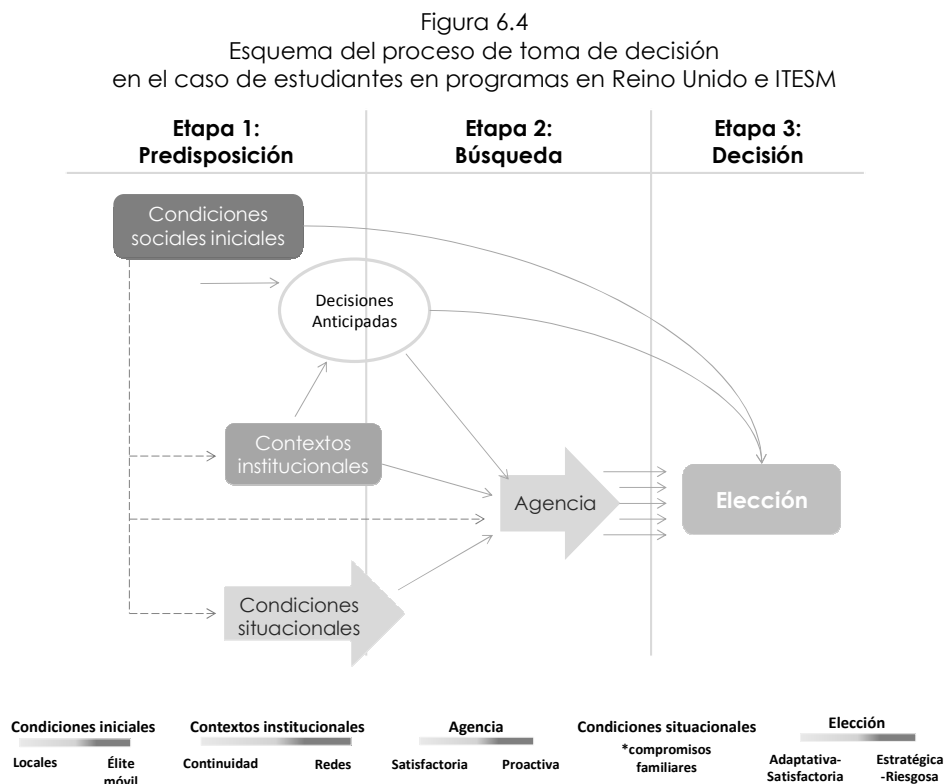 Figura 6.4
Esquema del proceso de toma de decisión
en el caso de estudiantes en programas en Reino Unido e ITESM
Etapa 1:
Predisposición
Etapa 2:
Búsqueda
Etapa 3:
Decisión
Condiciones
sociales iniciales
Decisiones
Anticipadas
Contextos
institucionales
Agencia
Elección
Condiciones
situacionales
Condiciones iniciales
Locales
Élite
móvil
Contextos institucionales
Continuidad
Redes
Agencia
Satisfactoria
Proactiva
Condiciones situacionales
*compromisos
familiares
Elección
Adaptativa-
Satisfactoria
Estratégica
-Riesgosa